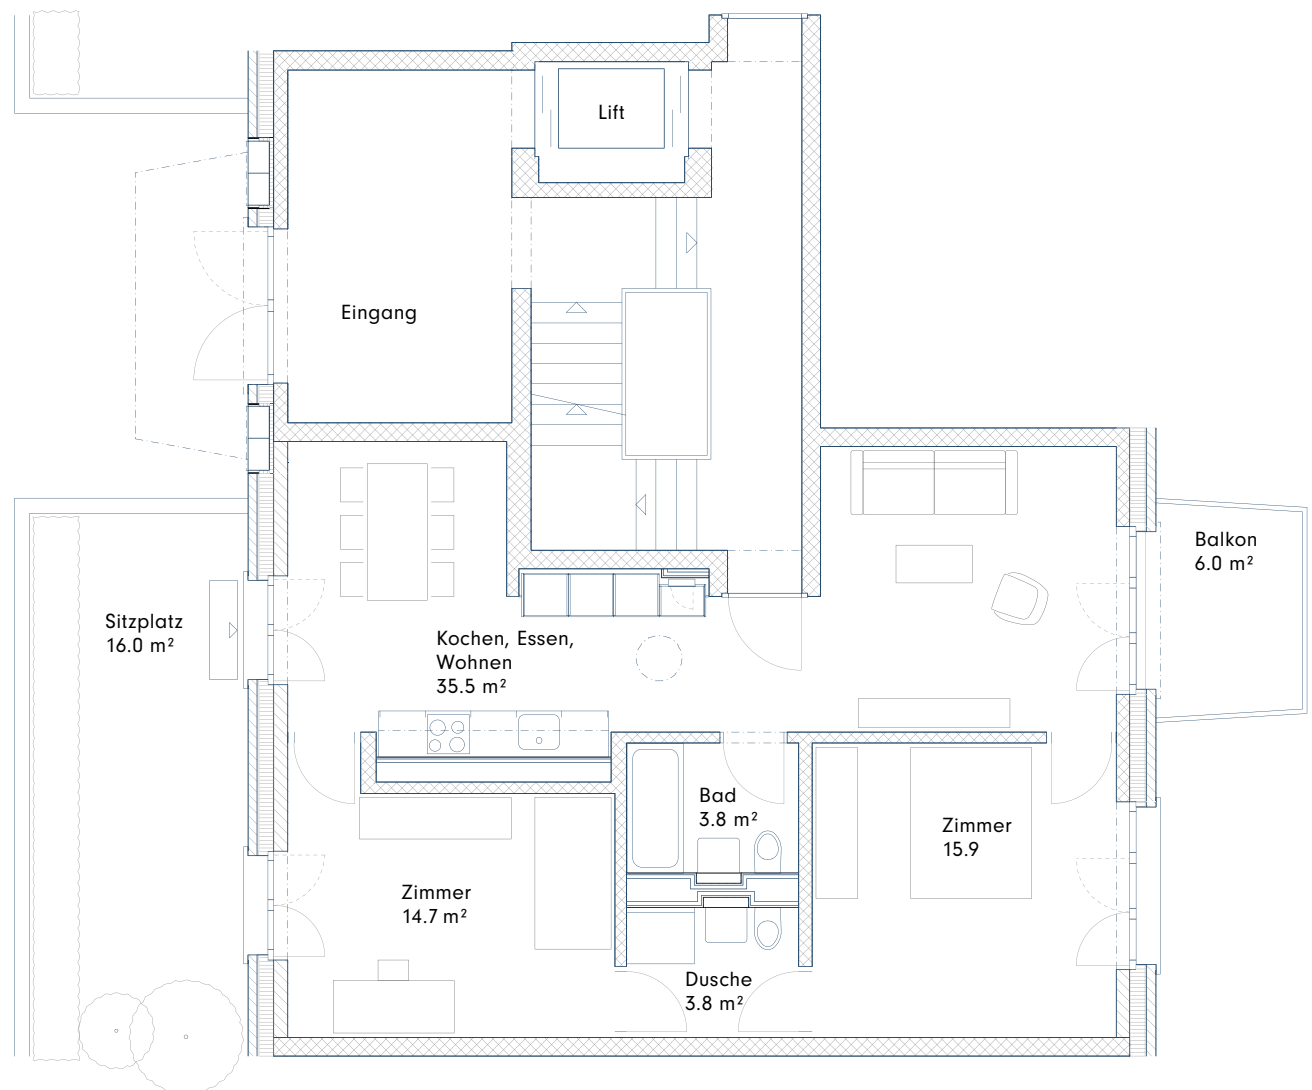 Lift
Eingang
Balkon
6.0 m²
Sitzplatz
16.0 m²
Kochen, Essen,
Wohnen
35.5 m²
Bad
3.8 m²
Zimmer
15.9
Zimmer
14.7 m²
Dusche
3.8 m²